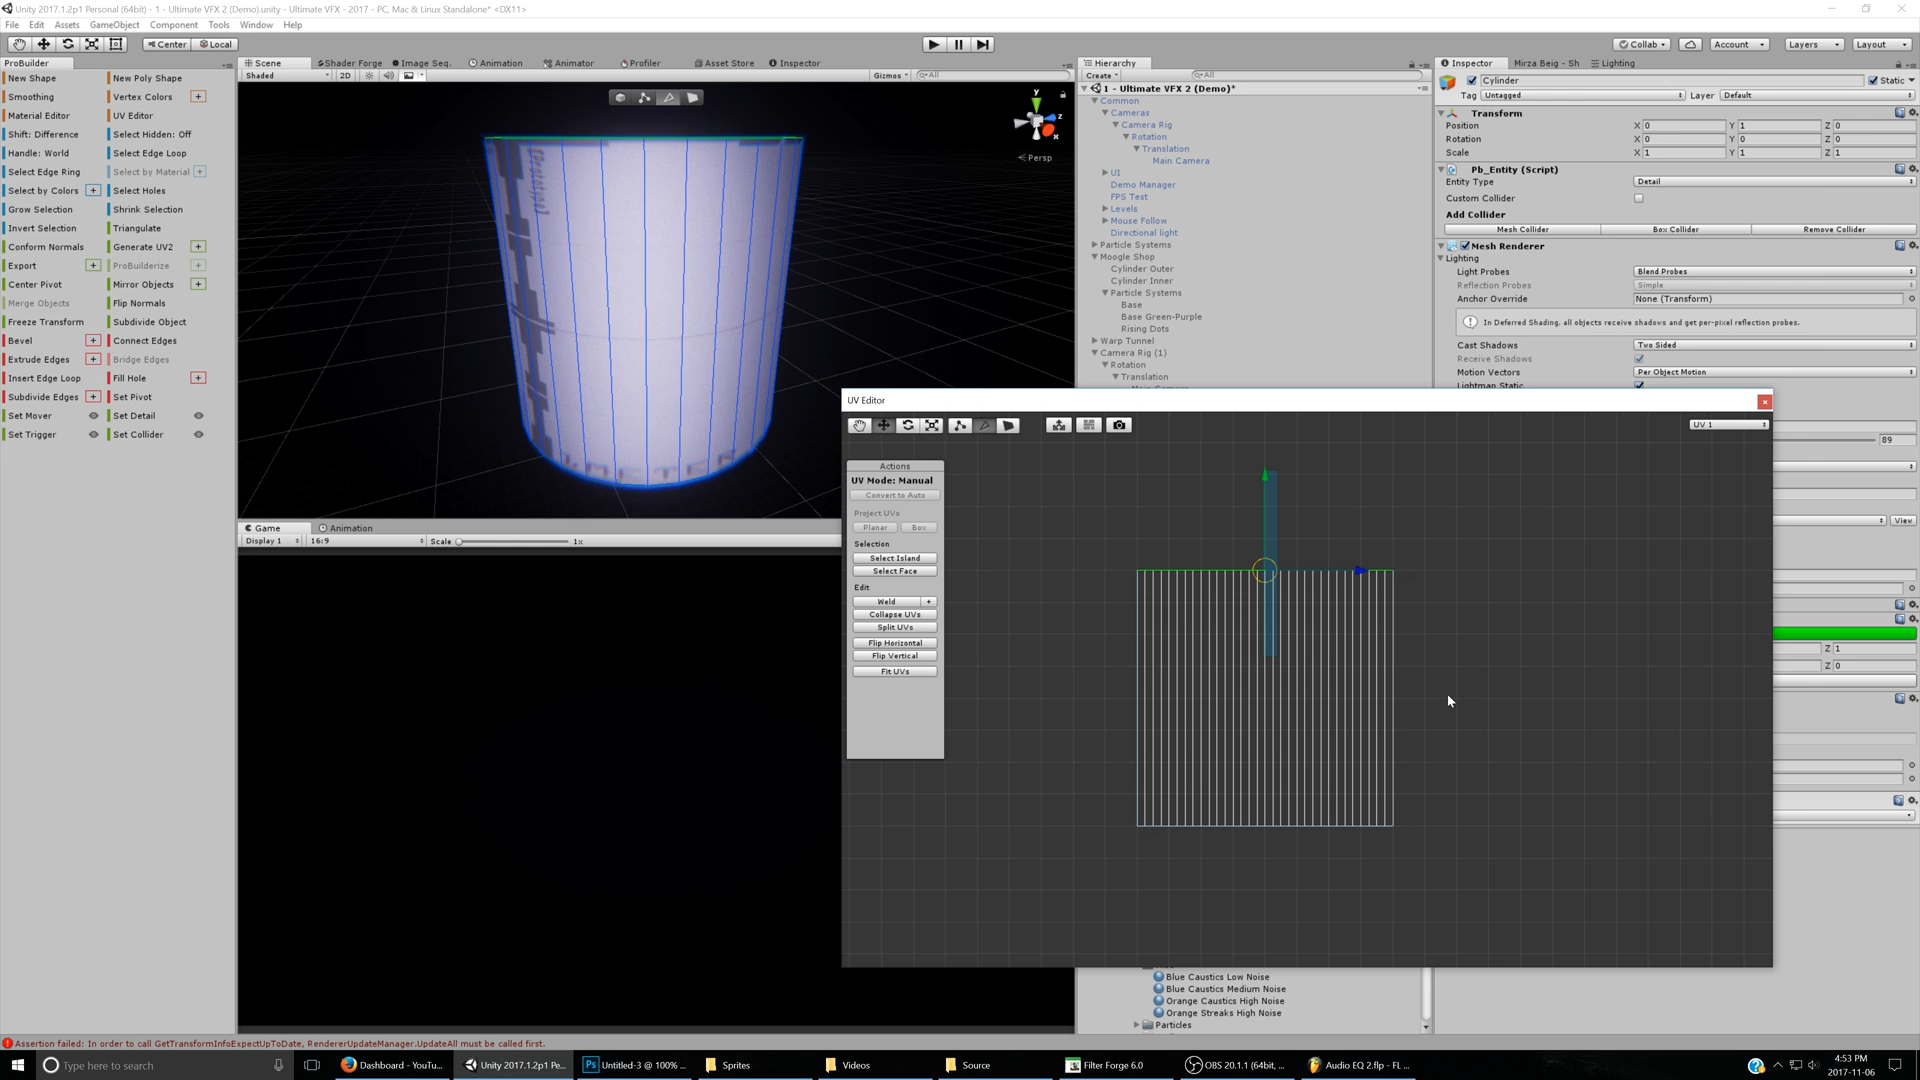 Unity 2017.1.2p1 Personal (64bit) - 1 - Ultimate VFX 2 (Demo).unity - Ultimate VFX - 2017 - PC, Mac & Linux Standalone* <DX11>
File Edit Assets GameObject Component Tools Window Help
Center Local Collab Account Layers Layout
ProBuilder
New Shape New Poly Shape
Smoothing Vertex Colors +
Material Editor UV Editor
Shift: Difference Select Hidden: Off
Handle: World Select Edge Loop
Select Edge Ring Select by Material +
Select by Colors + Select Holes
Grow Selection Shrink Selection
Invert Selection Triangulate
Conform Normals Generate UV2 +
Export + ProBuilderize +
Center Pivot Mirror Objects +
Merge Objects Flip Normals
Freeze Transform Subdivide Object
Bevel + Connect Edges
Extrude Edges + Bridge Edges
Insert Edge Loop Fill Hole +
Subdivide Edges + Set Pivot
Set Mover Set Detail
Set Trigger Set Collider
Scene Shader Forge Image Seq. Animation Animator Profiler Asset Store Inspector
Shaded 2D Gizmos All
y
z
x
Persp
Game Animation
Display 1 16:9 Scale 1x
Hierarchy
Create All
1 - Ultimate VFX 2 (Demo)*
Common
Cameras
Camera Rig
Rotation
Translation
Main Camera
UI
Demo Manager
FPS Test
Levels
Mouse Follow
Directional light
Particle Systems
Moogle Shop
Cylinder Outer
Cylinder Inner
Particle Systems
Base
Base Green-Purple
Rising Dots
Warp Tunnel
Camera Rig (1)
Rotation
Translation
Inspector Mirza Beig - Sh Lighting
Cylinder Static
Tag Untagged Layer Default
Transform
Position X 0 Y 1 Z 0
Rotation X 0 Y 0 Z 0
Scale X 1 Y 1 Z 1
Pb_Entity (Script)
Entity Type Detail
Custom Collider
Add Collider
Mesh Collider Box Collider Remove Collider
Mesh Renderer
Lighting
Light Probes Blend Probes
Reflection Probes Simple
Anchor Override None (Transform)
In Deferred Shading, all objects receive shadows and get per-pixel reflection probes.
Cast Shadows Two Sided
Receive Shadows
Motion Vectors Per Object Motion
Lightmap Static
89
View
Z 1
Z 0
UV Editor
UV 1
Actions
UV Mode: Manual
Convert to Auto
Project UVs
Planar Box
Selection
Select Island
Select Face
Edit
Weld +
Collapse UVs
Split UVs
Flip Horizontal
Flip Vertical
Fit UVs
Blue Caustics Low Noise
Blue Caustics Medium Noise
Orange Caustics High Noise
Orange Streaks High Noise
Particles
Assertion failed: In order to call GetTransformInfoExpectUpToDate, RendererUpdateManager.UpdateAll must be called first.
Type here to search
Dashboard - YouTu...
Unity 2017.1.2p1 Pe...
Untitled-3 @ 100% ...
Sprites
Videos
Source
Filter Forge 6.0
OBS 20.1.1 (64bit, ...
Audio EQ 2.flp - FL ...
4:53 PM
2017-11-06